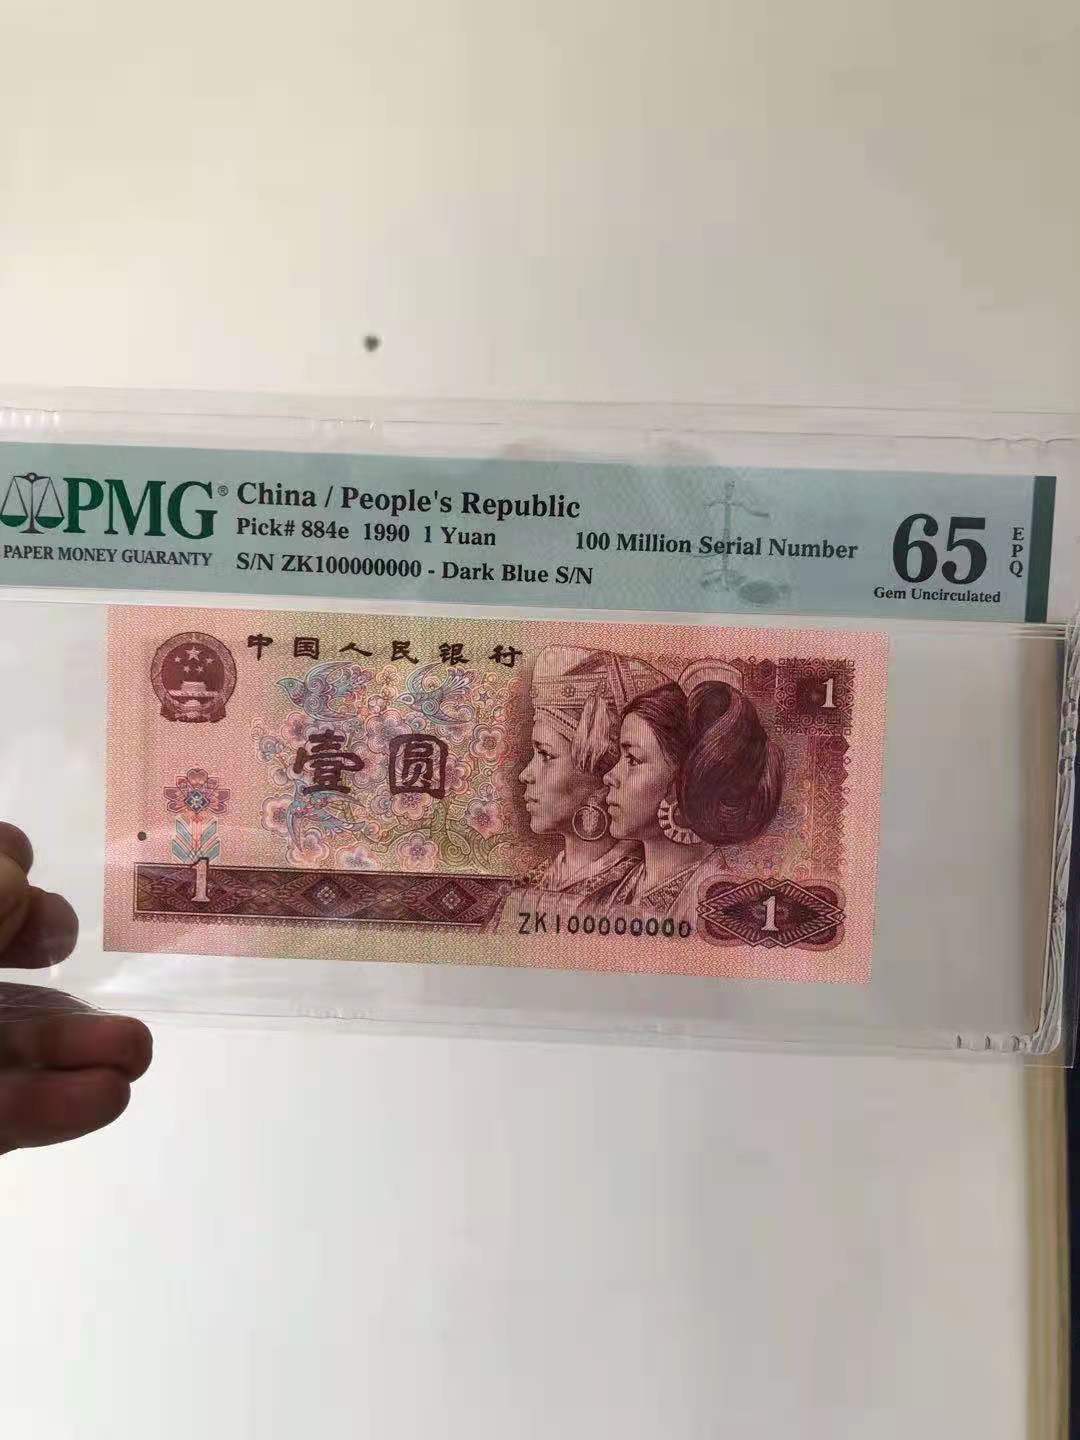 PMG® China / People's Republic
Pick# 884e 1990 1 Yuan
100 Million Serial Number
PAPER MONEY GUARANTY
S/N ZK100000000 - Dark Blue S/N
65
EPQ
Gem Uncirculated
中国人民银行
1
壹圆
1
ZK100000000
1